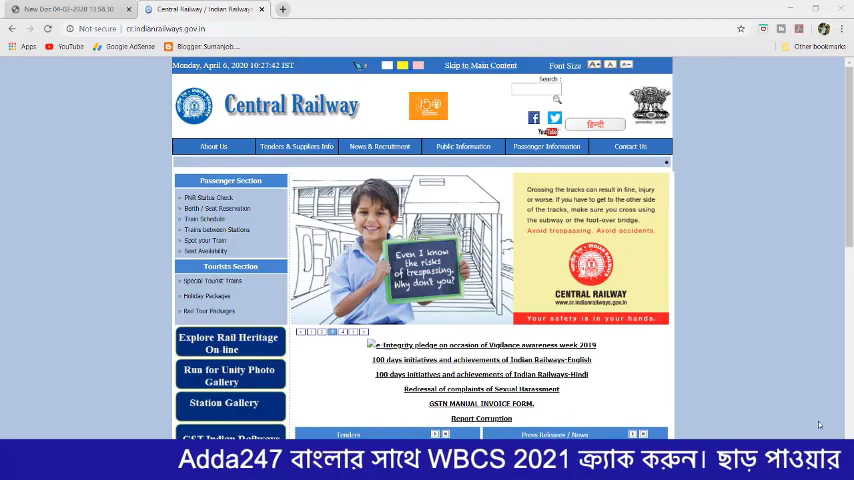 New Doc 04-02-2020 13.58.30
Central Railway / Indian Railways
Not secure | cr.indianrailways.gov.in
Apps YouTube Google AdSense Blogger: Sumanjo.... Other bookmarks
Monday, April 6, 2020 10:27:42 IST
Skip to Main Content
Font Size A+ A A-
Search :
Central Railway
हिन्दी
You Tube
About Us
Tenders & Suppliers Info
News & Recruitment
Public Information
Passenger Information
Contact Us
Passenger Section
PNR Status Check
Berth / Seat Reservation
Train Schedule
Trains between Stations
Spot your Train
Seat Availability
Tourists Section
Special Tourist Trains
Holiday Packages
Rail Tour Packages
Explore Rail Heritage
On-line
Run for Unity Photo
Gallery
Station Gallery
GST Indian Railways
Even I know
the risks
of trespassing.
Why don't you?
Crossing the tracks can result in fine, injury
or worse. If you have to get to the other side
of the tracks, make sure you cross using
the subway or the foot-over bridge.
Avoid trespassing. Avoid accidents.
CENTRAL RAILWAY
www.cr.indianrailways.gov.in
Your safety is in your hands.
e-Integrity pledge on occasion of Vigilance awareness week 2019
100 days initiatives and achievements of Indian Railways-English
100 days initiatives and achievements of Indian Railways-Hindi
Redressal of complaints of Sexual Harassment
GSTN MANUAL INVOICE FORM.
Report Corruption
Tenders
Press Releases / News
Adda247 বাংলার সাথে WBCS 2021 ক্র্যাক করুন। ছাড় পাওয়ার